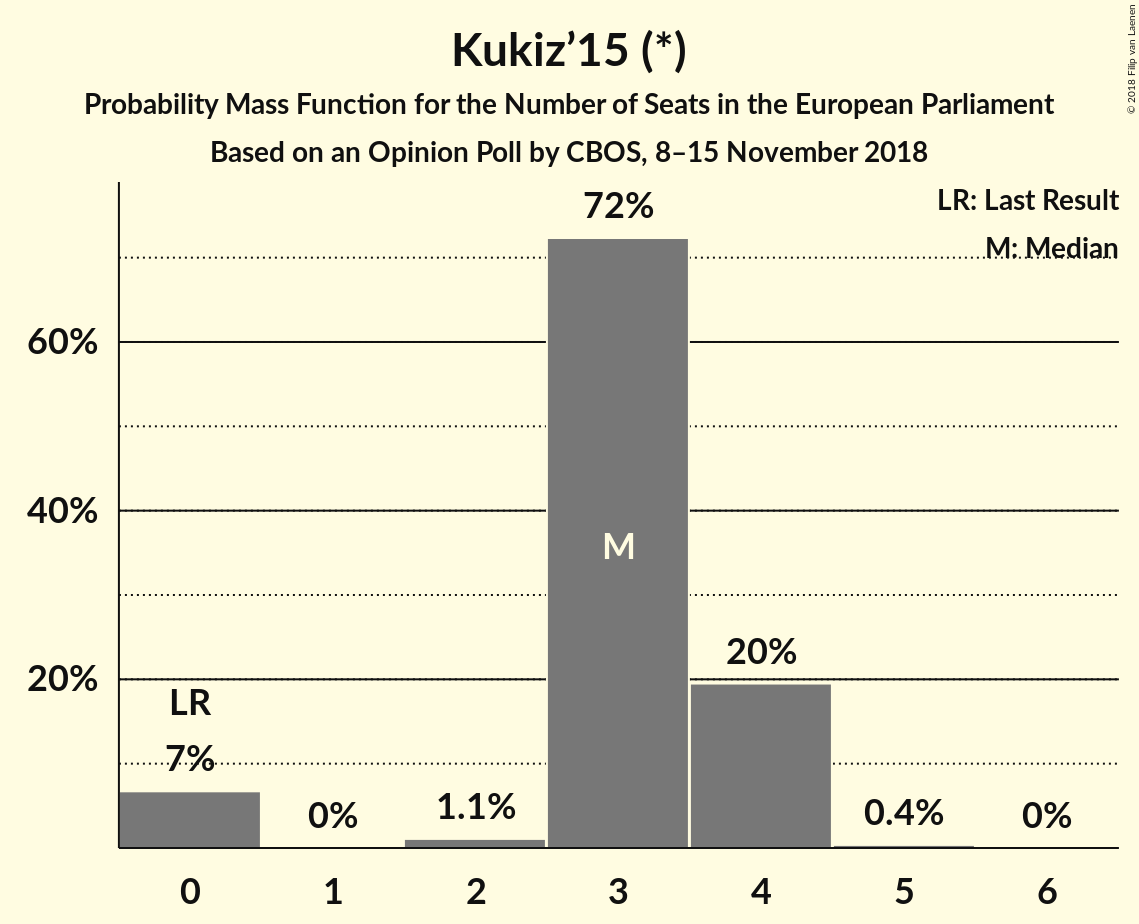 Kukiz’15 (*)
Probability Mass Function for the Number of Seats in the European Parliament
Based on an Opinion Poll by CBOS, 8–15 November 2018
© 2018 Filip van Laenen
LR: Last Result
M: Median
60%
40%
20%
LR
7%
0%
1.1%
72%
M
20%
0.4%
0%
0 1 2 3 4 5 6